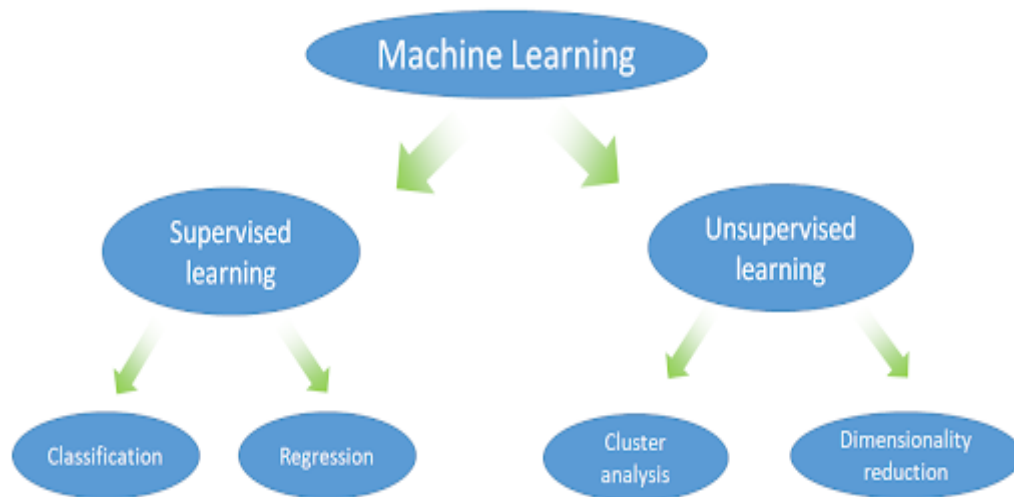 Machine Learning
Supervised
learning
Unsupervised
learning
Classification
Regression
Cluster
analysis
Dimensionality
reduction